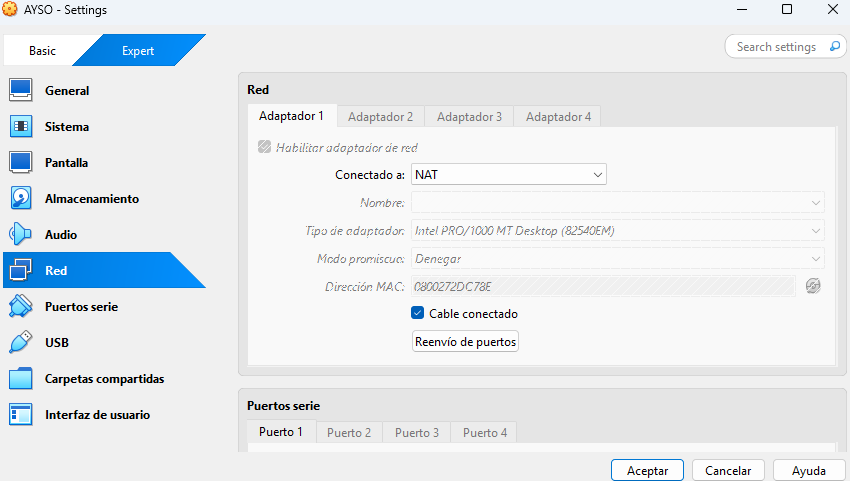 AYSO - Settings
Basic
Expert
Search settings
General
Sistema
Pantalla
Almacenamiento
Audio
Red
Puertos serie
USB
Carpetas compartidas
Interfaz de usuario
Red
Adaptador 1
Adaptador 2
Adaptador 3
Adaptador 4
Habilitar adaptador de red
Conectado a: NAT
Nombre:
Tipo de adaptador: Intel PRO/1000 MT Desktop (82540EM)
Modo promiscuo: Denegar
Dirección MAC: 0800272DC78E
Cable conectado
Reenvío de puertos
Puertos serie
Puerto 1
Puerto 2
Puerto 3
Puerto 4
Aceptar
Cancelar
Ayuda